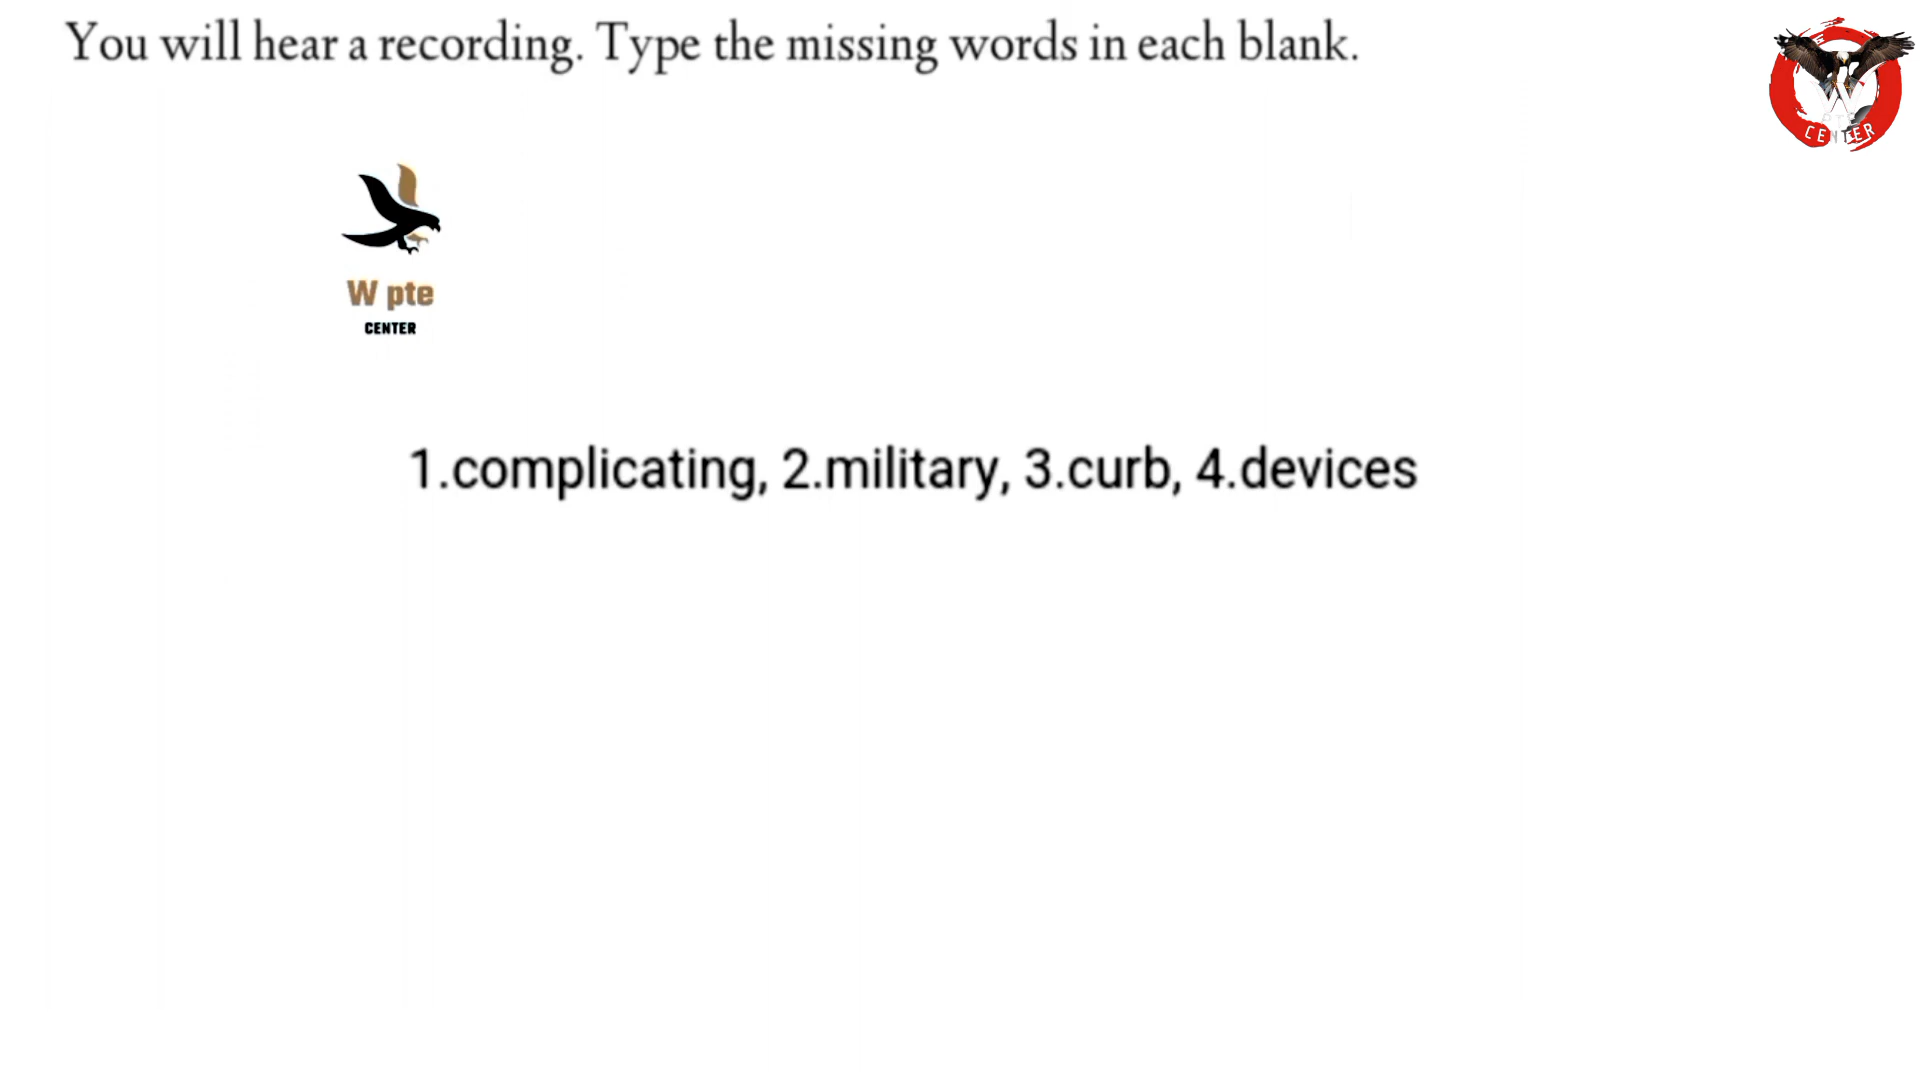 You will hear a recording. Type the missing words in each blank.
CENTER
W pte
CENTER
1.complicating, 2.military, 3.curb, 4.devices